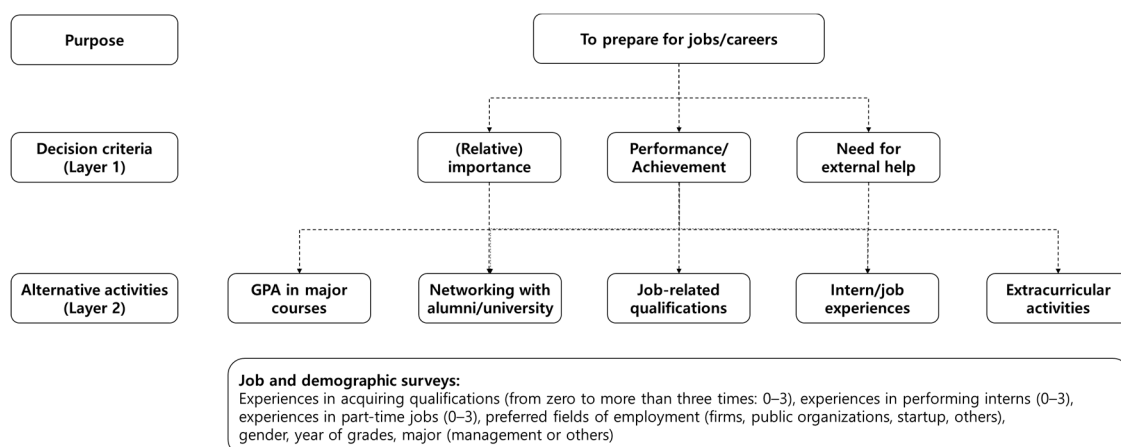 Purpose
To prepare for jobs/careers
Decision criteria
(Layer 1)
(Relative)
importance
Performance/
Achievement
Need for
external help
Alternative activities
(Layer 2)
GPA in major
courses
Networking with
alumni/university
Job-related
qualifications
Intern/job
experiences
Extracurricular
activities
Job and demographic surveys:
Experiences in acquiring qualifications (from zero to more than three times: 0–3), experiences in performing interns (0–3),
experiences in part-time jobs (0–3), preferred fields of employment (firms, public organizations, startup, others),
gender, year of grades, major (management or others)